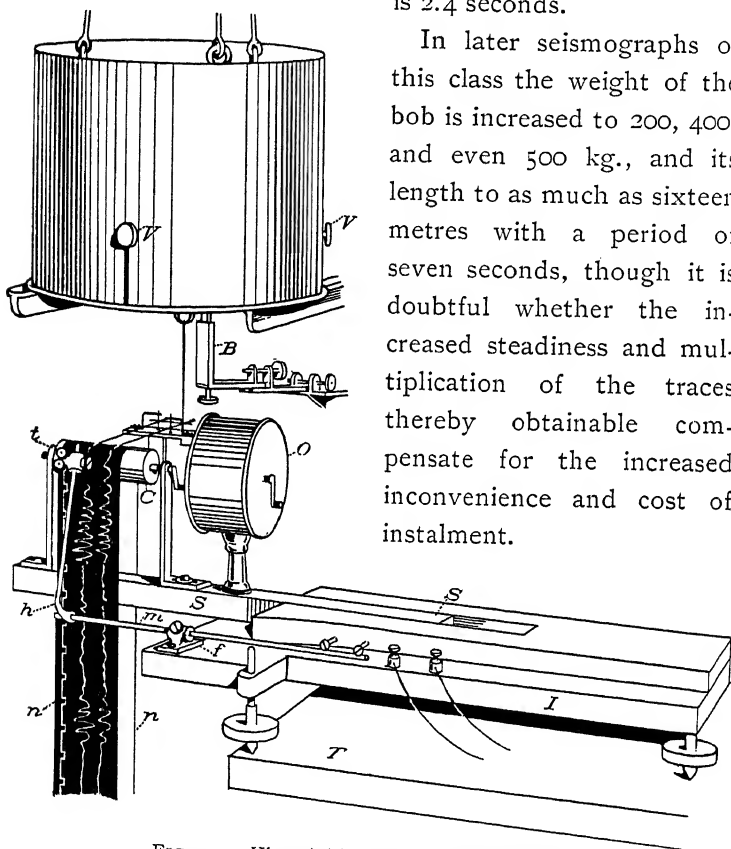 is 2.4 seconds.
In later seismographs o
this class the weight of the
bob is increased to 200, 400
and even 500 kg., and its
length to as much as sixteen
metres with a period of
seven seconds, though it is
doubtful whether the in-
creased steadiness and mul-
tiplication of the traces
thereby obtainable com-
pensate for the increased
inconvenience and cost of
instalment.
V
V
B
t
O
C
S
S
h
m
f
n
n
I
T